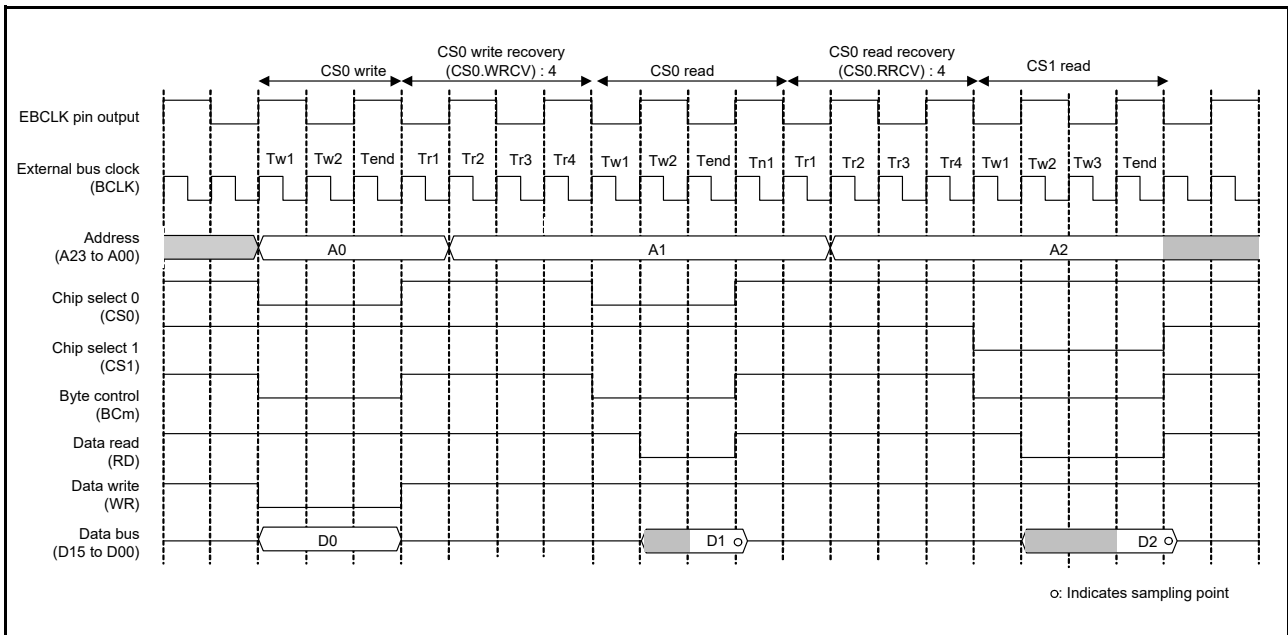 CS0 write
CS0 write recovery
(CS0.WRCV) : 4
CS0 read
CS0 read recovery
(CS0.RRCV) : 4
CS1 read
EBCLK pin output
External bus clock
(BCLK)
Tw1 Tw2 Tend Tr1 Tr2 Tr3 Tr4 Tw1 Tw2 Tend Tn1 Tr1 Tr2 Tr3 Tr4 Tw1 Tw2 Tw3 Tend
Address
(A23 to A00)
A0 A1 A2
Chip select 0
(CS0)
Chip select 1
(CS1)
Byte control
(BCm)
Data read
(RD)
Data write
(WR)
Data bus
(D15 to D00)
D0 D1 D2
o: Indicates sampling point